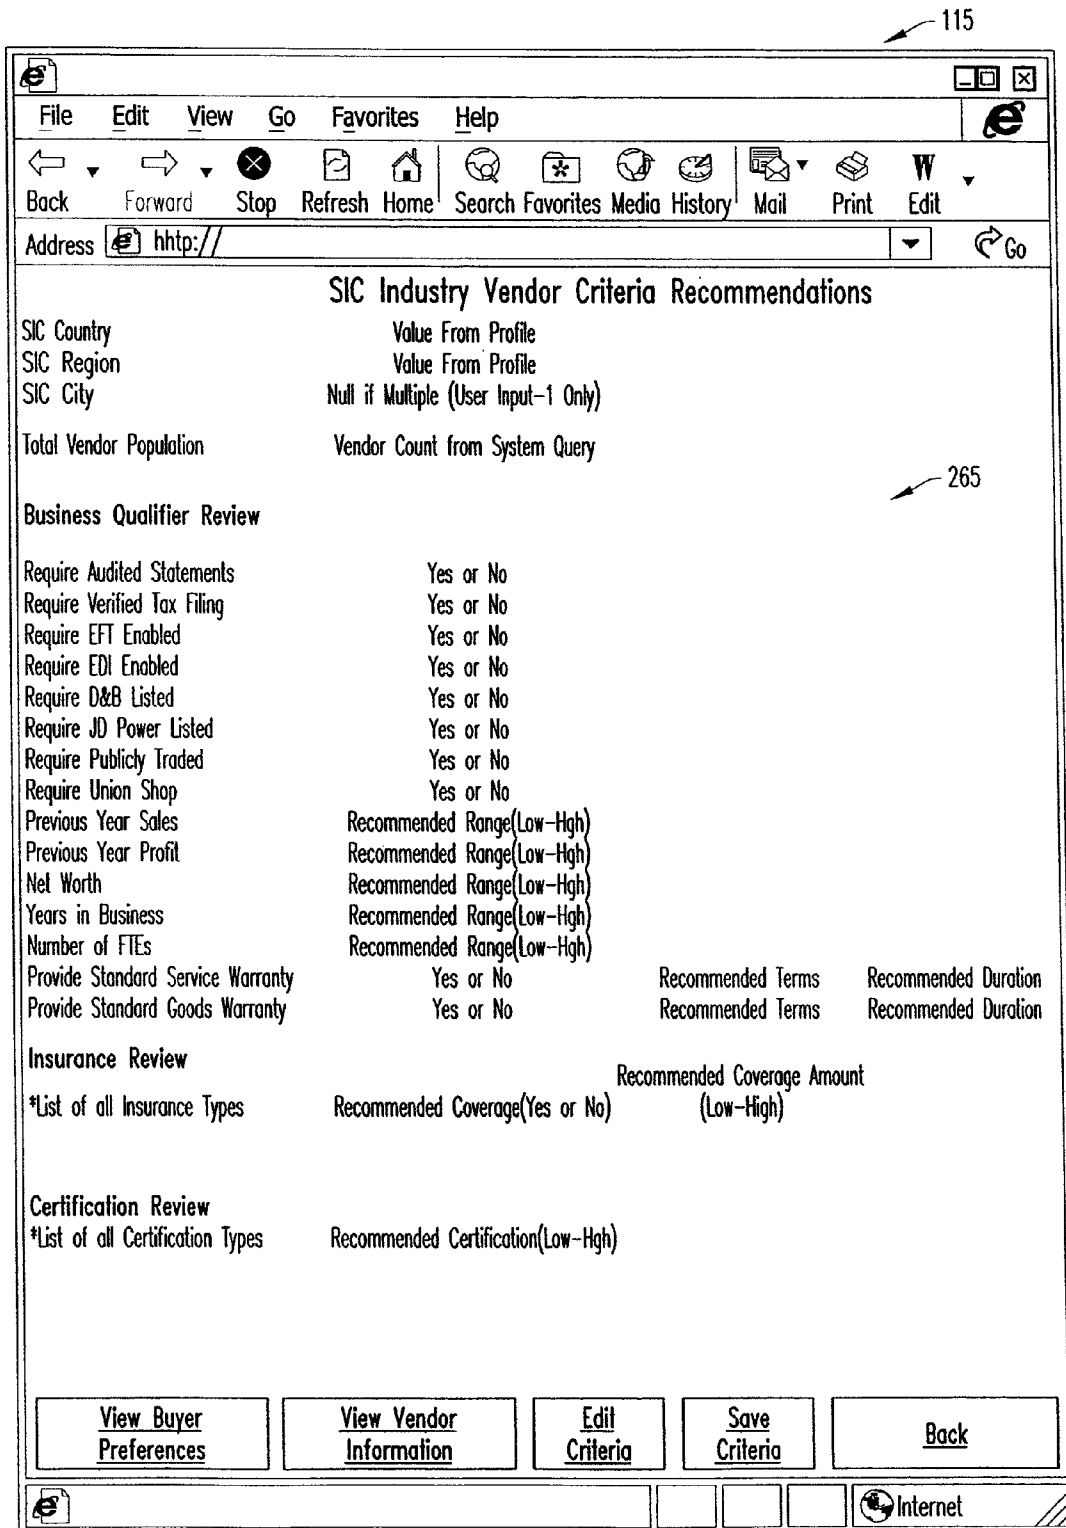 115
File Edit View Go Favorites Help
Back Forward Stop Refresh Home Search Favorites Media History Mail Print Edit
Address hhtp:// Go
SIC Industry Vendor Criteria Recommendations
SIC Country Value From Profile
SIC Region Value From Profile
SIC City Null if Multiple (User Input-1 Only)
Total Vendor Population Vendor Count from System Query
265
Business Qualifier Review
Require Audited Statements Yes or No
Require Verified Tax Filing Yes or No
Require EFT Enabled Yes or No
Require EDI Enabled Yes or No
Require D&B Listed Yes or No
Require JD Power Listed Yes or No
Require Publicly Traded Yes or No
Require Union Shop Yes or No
Previous Year Sales Recommended Range(Low-Hgh)
Previous Year Profit Recommended Range(Low-Hgh)
Net Worth Recommended Range(Low-Hgh)
Years in Business Recommended Range(Low-Hgh)
Number of FTEs Recommended Range(Low-Hgh)
Provide Standard Service Warranty Yes or No Recommended Terms Recommended Duration
Provide Standard Goods Warranty Yes or No Recommended Terms Recommended Duration
Insurance Review
Recommended Coverage Amount
*List of all Insurance Types Recommended Coverage(Yes or No) (Low-High)
Certification Review
*List of all Certification Types Recommended Certification(Low-Hgh)
View Buyer View Vendor Edit Save Back
Preferences Information Criteria Criteria
Internet